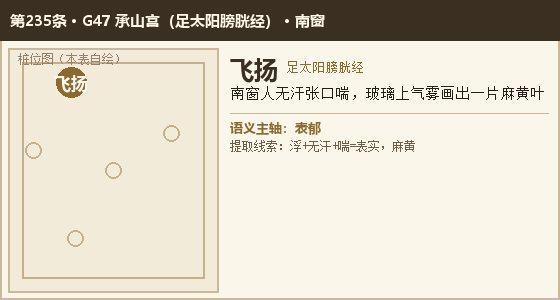 第235条・G47 承山宫（足太阳膀胱经）・南窗
桩位图（本表自绘）
飞扬
飞扬 足太阳膀胱经
南窗人无汗张口喘，玻璃上气雾画出一片麻黄叶
语义主轴：表郁
提取线索：浮+无汗+喘=表实，麻黄